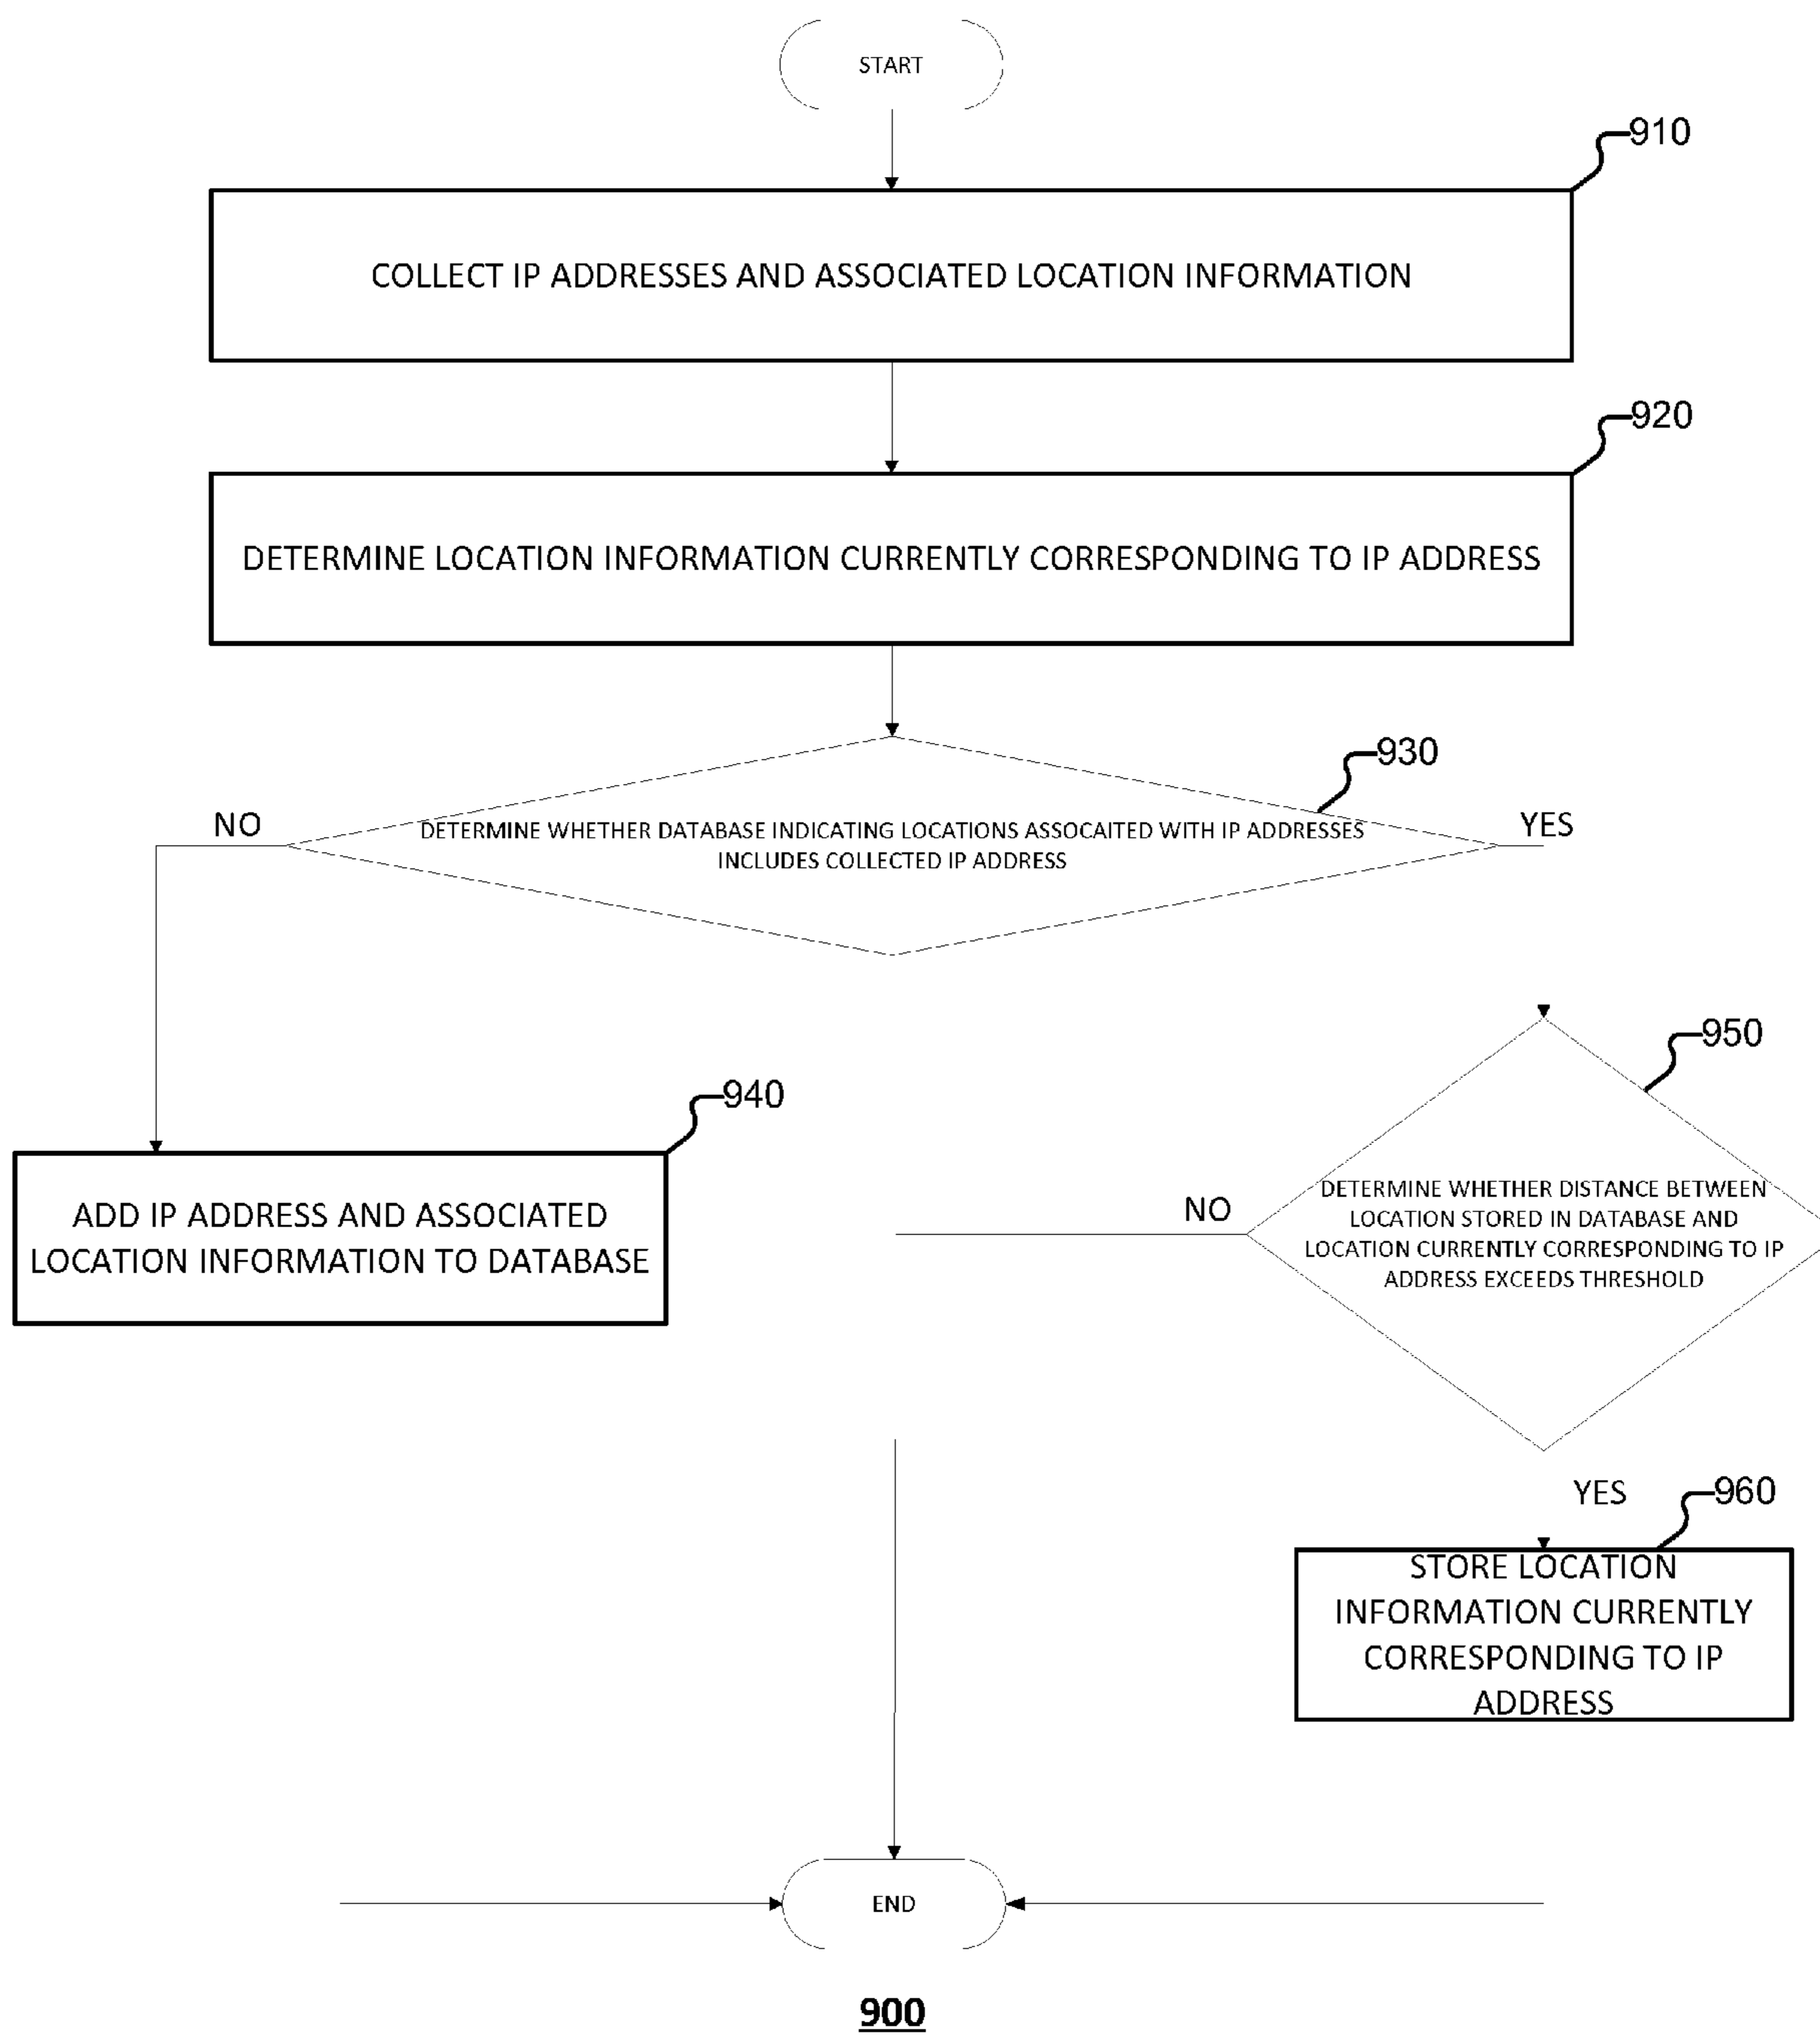 START
910
COLLECT IP ADDRESSES AND ASSOCIATED LOCATION INFORMATION
920
DETERMINE LOCATION INFORMATION CURRENTLY CORRESPONDING TO IP ADDRESS
930
NO
DETERMINE WHETHER DATABASE INDICATING LOCATIONS ASSOCAITED WITH IP ADDRESSES
INCLUDES COLLECTED IP ADDRESS
YES
940
ADD IP ADDRESS AND ASSOCIATED
LOCATION INFORMATION TO DATABASE
950
NO
DETERMINE WHETHER DISTANCE BETWEEN
LOCATION STORED IN DATABASE AND
LOCATION CURRENTLY CORRESPONDING TO IP
ADDRESS EXCEEDS THRESHOLD
YES
960
STORE LOCATION
INFORMATION CURRENTLY
CORRESPONDING TO IP
ADDRESS
END
900